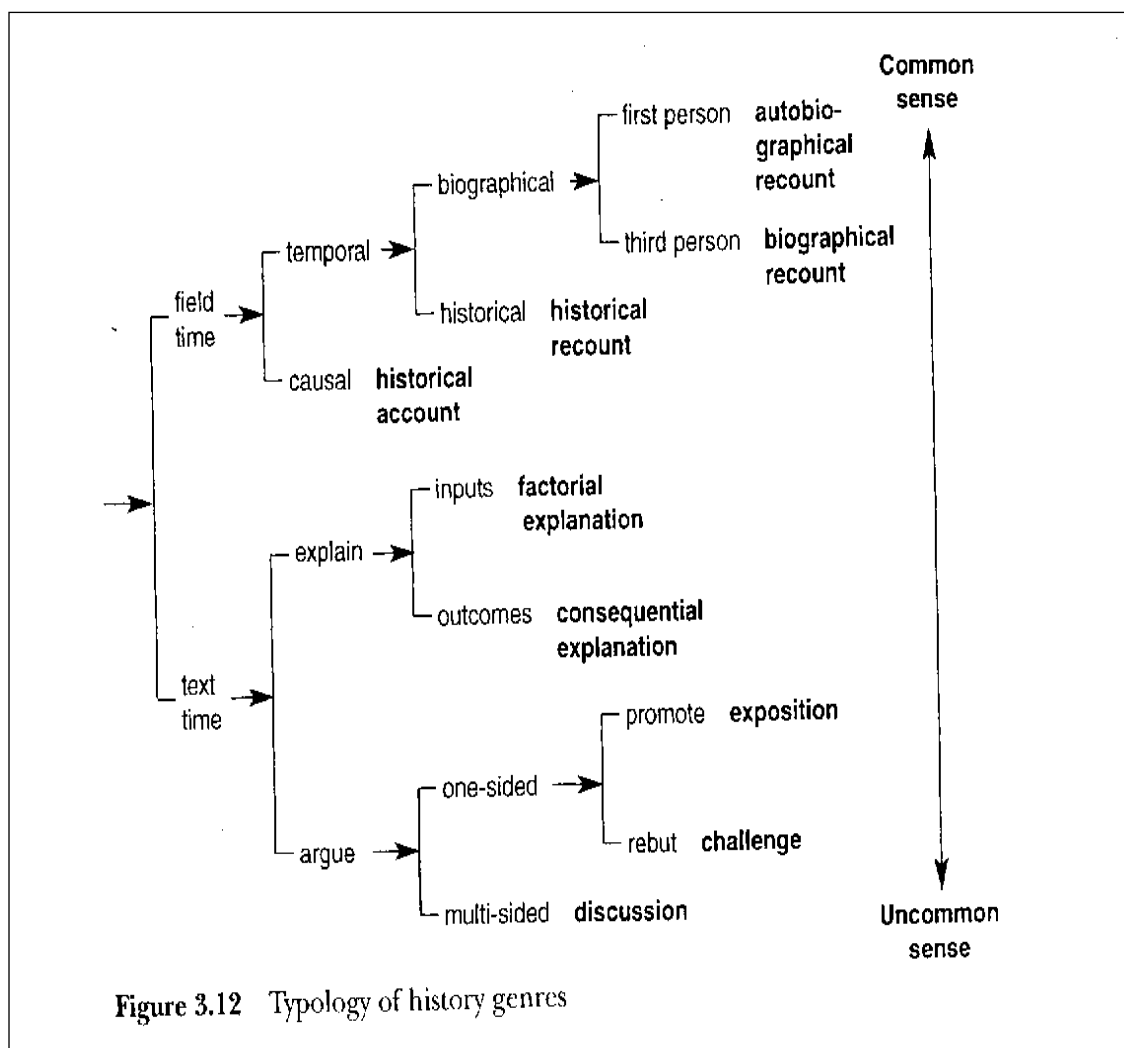 Common
sense
first person autobio-
graphical
recount
biographical
third person biographical
recount
temporal
historical historical
recount
field
time
causal historical
account
inputs factorial
explanation
explain
outcomes consequential
explanation
text
time
promote exposition
one-sided
rebut challenge
argue
multi-sided discussion
Uncommon
sense
Figure 3.12 Typology of history genres